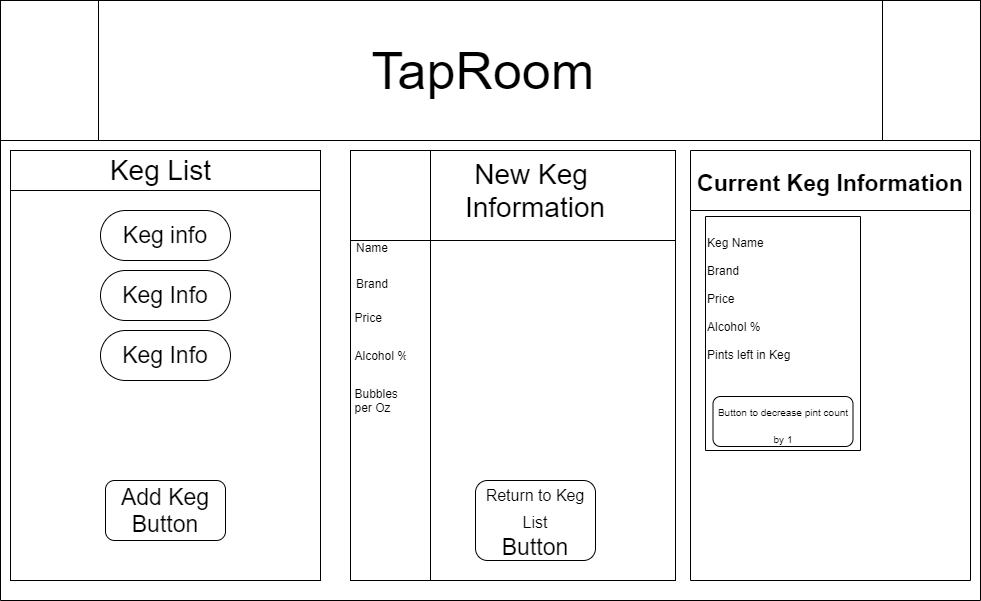 TapRoom
Keg List
Keg info
Keg Info
Keg Info
Add Keg
Button
New Keg
Information
Name
Brand
Price
Alcohol %
Bubbles
per Oz
Return to Keg
List
Button
Current Keg Information
Keg Name
Brand
Price
Alcohol %
Pints left in Keg
Button to decrease pint count
by 1